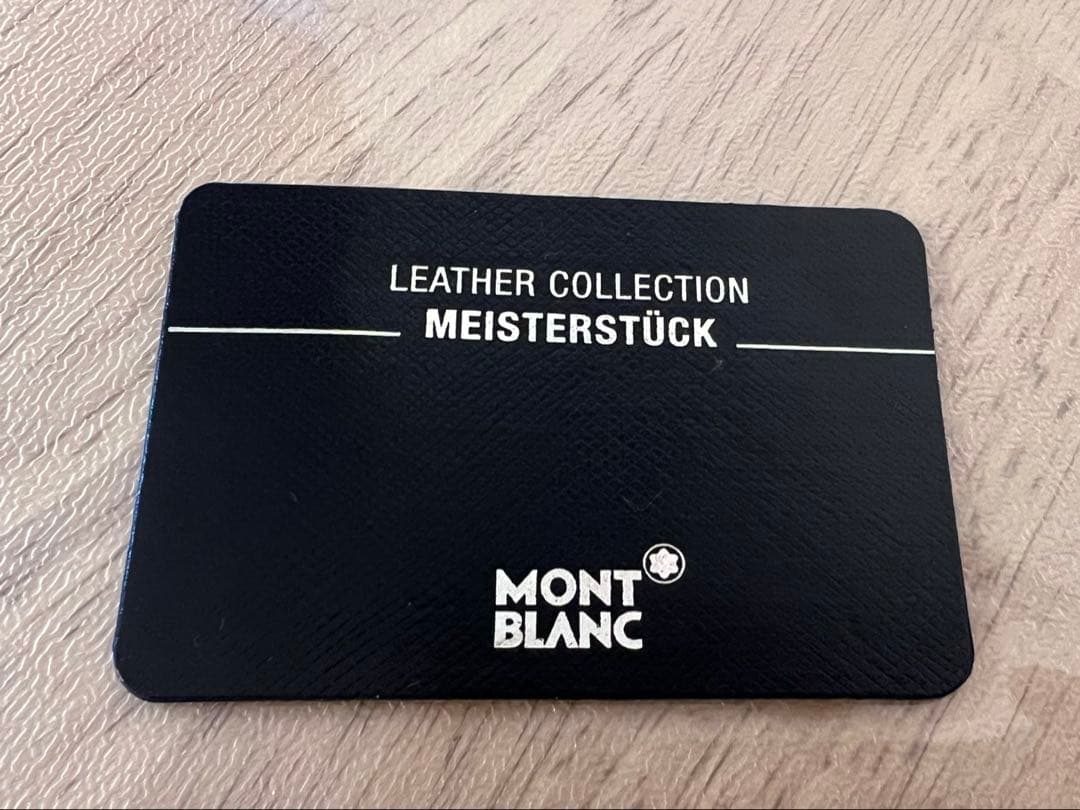 LEATHER COLLECTION
MEISTERSTÜCK
MONT
BLANC